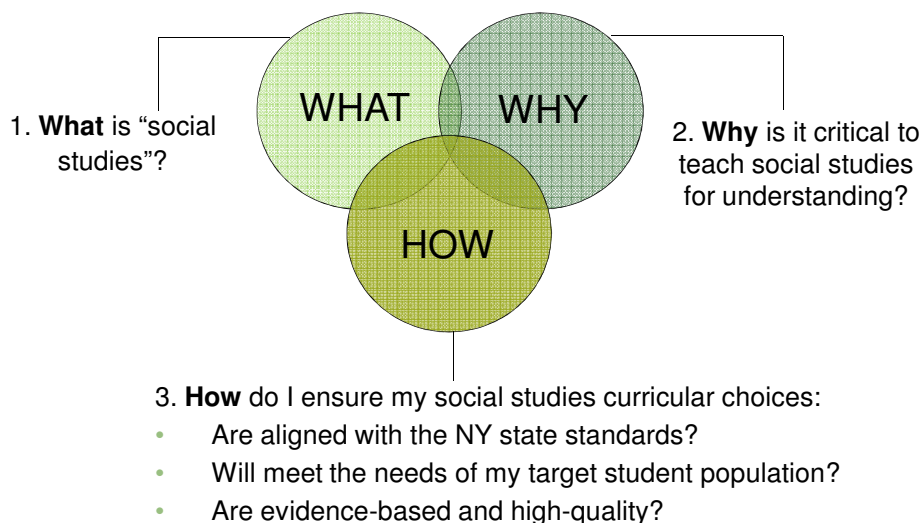 WHAT
WHY
HOW
1. What is “social
studies”?
2. Why is it critical to
teach social studies
for understanding?
3. How do I ensure my social studies curricular choices:
• Are aligned with the NY state standards?
• Will meet the needs of my target student population?
• Are evidence-based and high-quality?